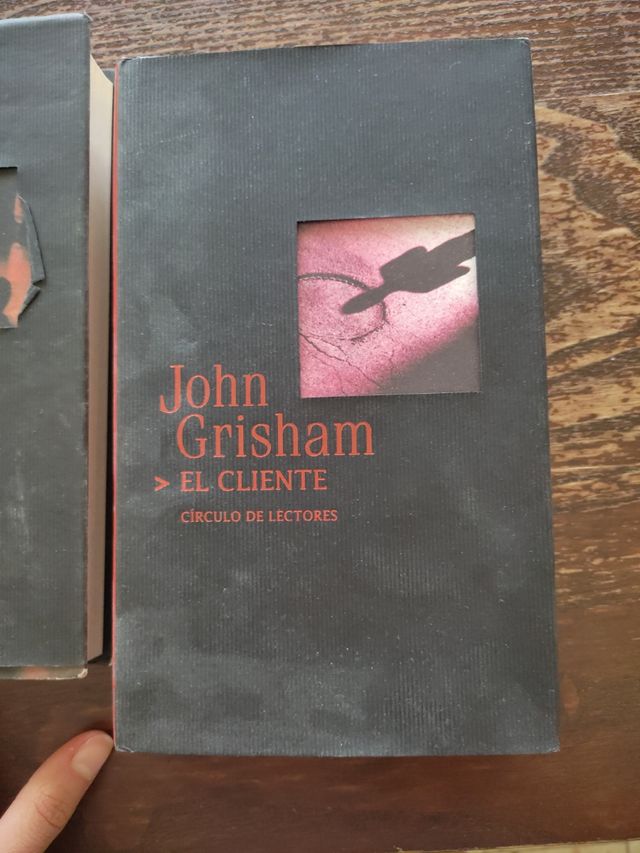 John
Grisham
> EL CLIENTE
CÍRCULO DE LECTORES